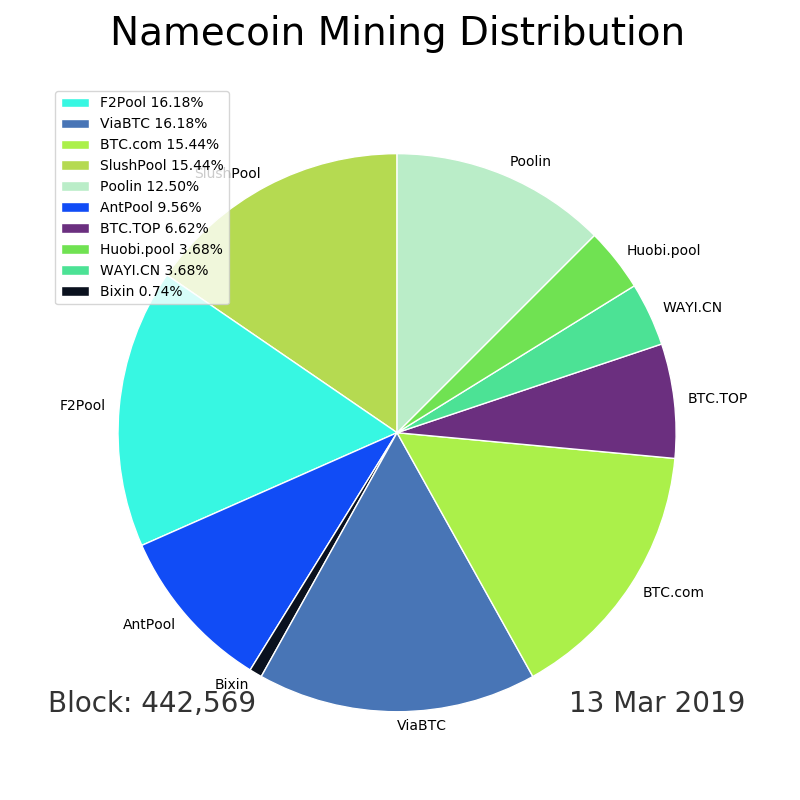 Namecoin Mining Distribution
F2Pool 16.18%
ViaBTC 16.18%
BTC.com 15.44%
SlushPool 15.44%
Poolin 12.50%
AntPool 9.56%
BTC.TOP 6.62%
Huobi.pool 3.68%
WAYI.CN 3.68%
Bixin 0.74%
Poolin
SlushPool
Huobi.pool
WAYI.CN
BTC.TOP
F2Pool
BTC.com
AntPool
Bixin
ViaBTC
Block: 442,569
13 Mar 2019